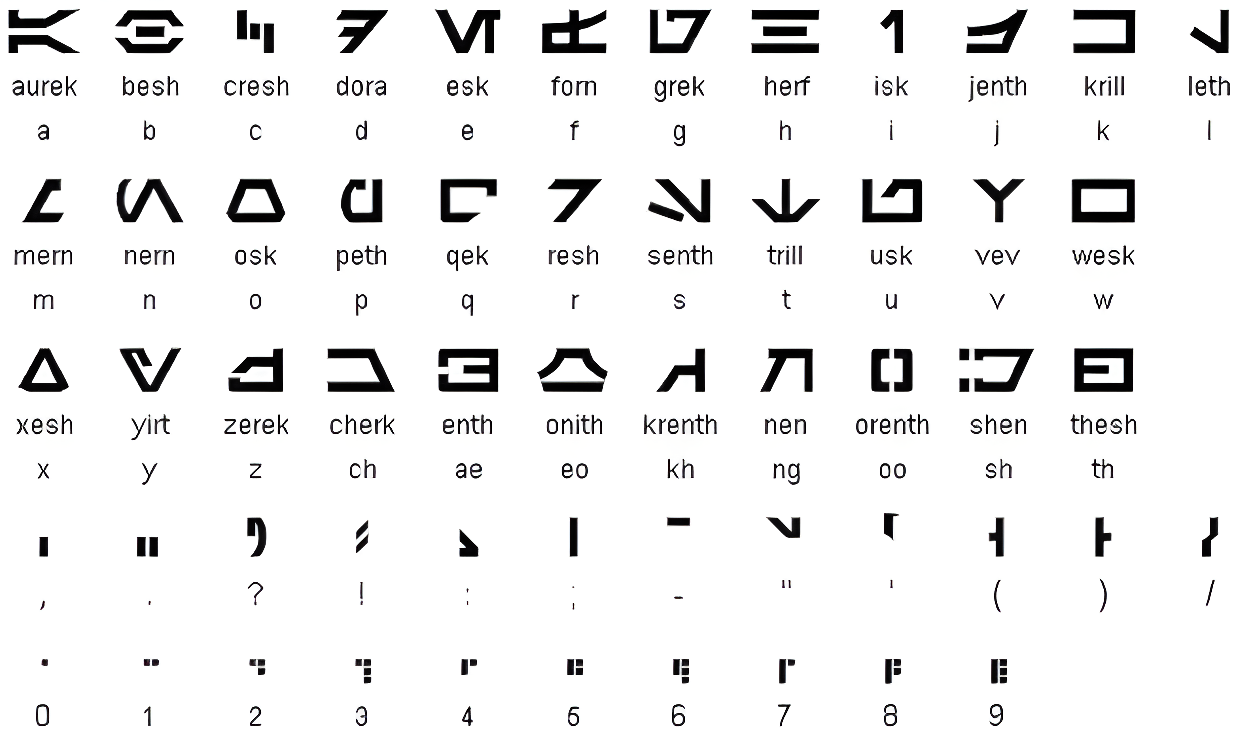 aurek besh cresh dora esk forn grek herf isk jenth krill leth
a b c d e f g h i j k l
mern nern osk peth qek resh senth trill usk vev wesk
m n o p q r s t u v w
xesh yirt zerek cherk enth onith krenth nen orenth shen thesh
x y z ch ae eo kh ng oo sh th
, . ? ! : ; - " ' ( ) /
0 1 2 3 4 5 6 7 8 9